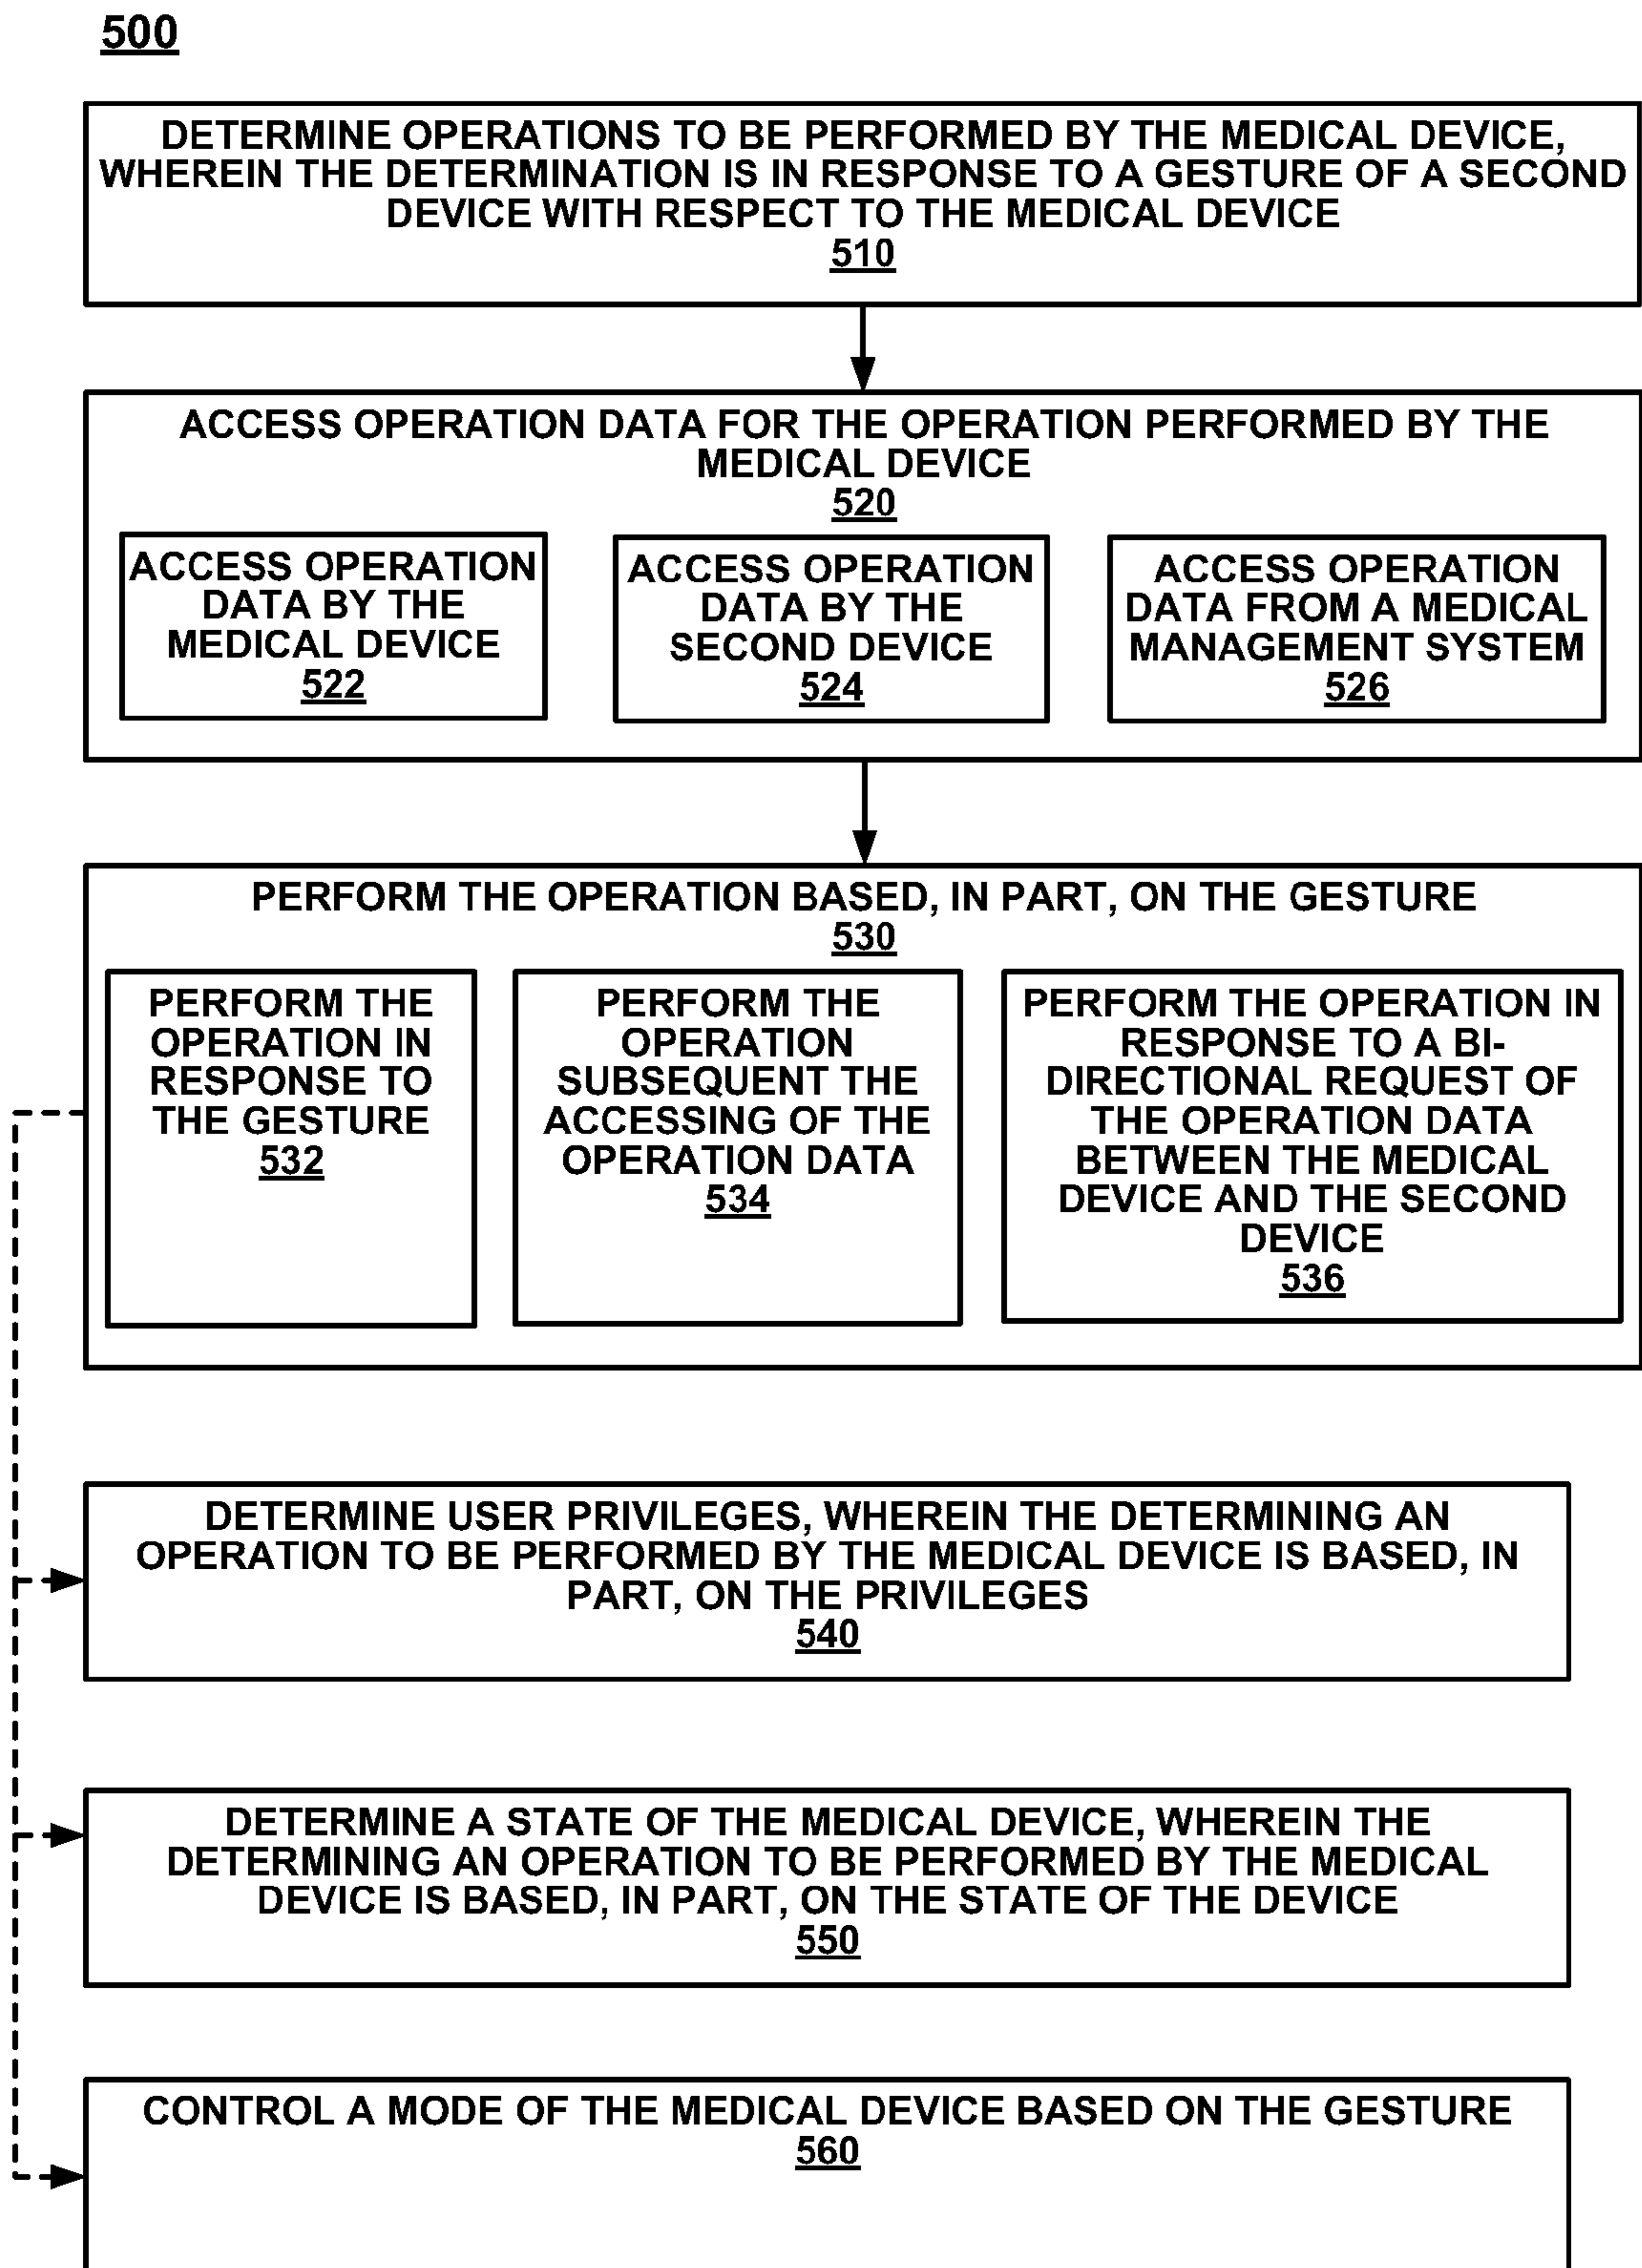 500
DETERMINE OPERATIONS TO BE PERFORMED BY THE MEDICAL DEVICE,
WHEREIN THE DETERMINATION IS IN RESPONSE TO A GESTURE OF A SECOND
DEVICE WITH RESPECT TO THE MEDICAL DEVICE
510
ACCESS OPERATION DATA FOR THE OPERATION PERFORMED BY THE
MEDICAL DEVICE
520
ACCESS OPERATION
DATA BY THE
MEDICAL DEVICE
522
ACCESS OPERATION
DATA BY THE
SECOND DEVICE
524
ACCESS OPERATION
DATA FROM A MEDICAL
MANAGEMENT SYSTEM
526
PERFORM THE OPERATION BASED, IN PART, ON THE GESTURE
530
PERFORM THE
OPERATION IN
RESPONSE TO
THE GESTURE
532
PERFORM THE
OPERATION
SUBSEQUENT THE
ACCESSING OF THE
OPERATION DATA
534
PERFORM THE OPERATION IN
RESPONSE TO A BI-
DIRECTIONAL REQUEST OF
THE OPERATION DATA
BETWEEN THE MEDICAL
DEVICE AND THE SECOND
DEVICE
536
DETERMINE USER PRIVILEGES, WHEREIN THE DETERMINING AN
OPERATION TO BE PERFORMED BY THE MEDICAL DEVICE IS BASED, IN
PART, ON THE PRIVILEGES
540
DETERMINE A STATE OF THE MEDICAL DEVICE, WHEREIN THE
DETERMINING AN OPERATION TO BE PERFORMED BY THE MEDICAL
DEVICE IS BASED, IN PART, ON THE STATE OF THE DEVICE
550
CONTROL A MODE OF THE MEDICAL DEVICE BASED ON THE GESTURE
560